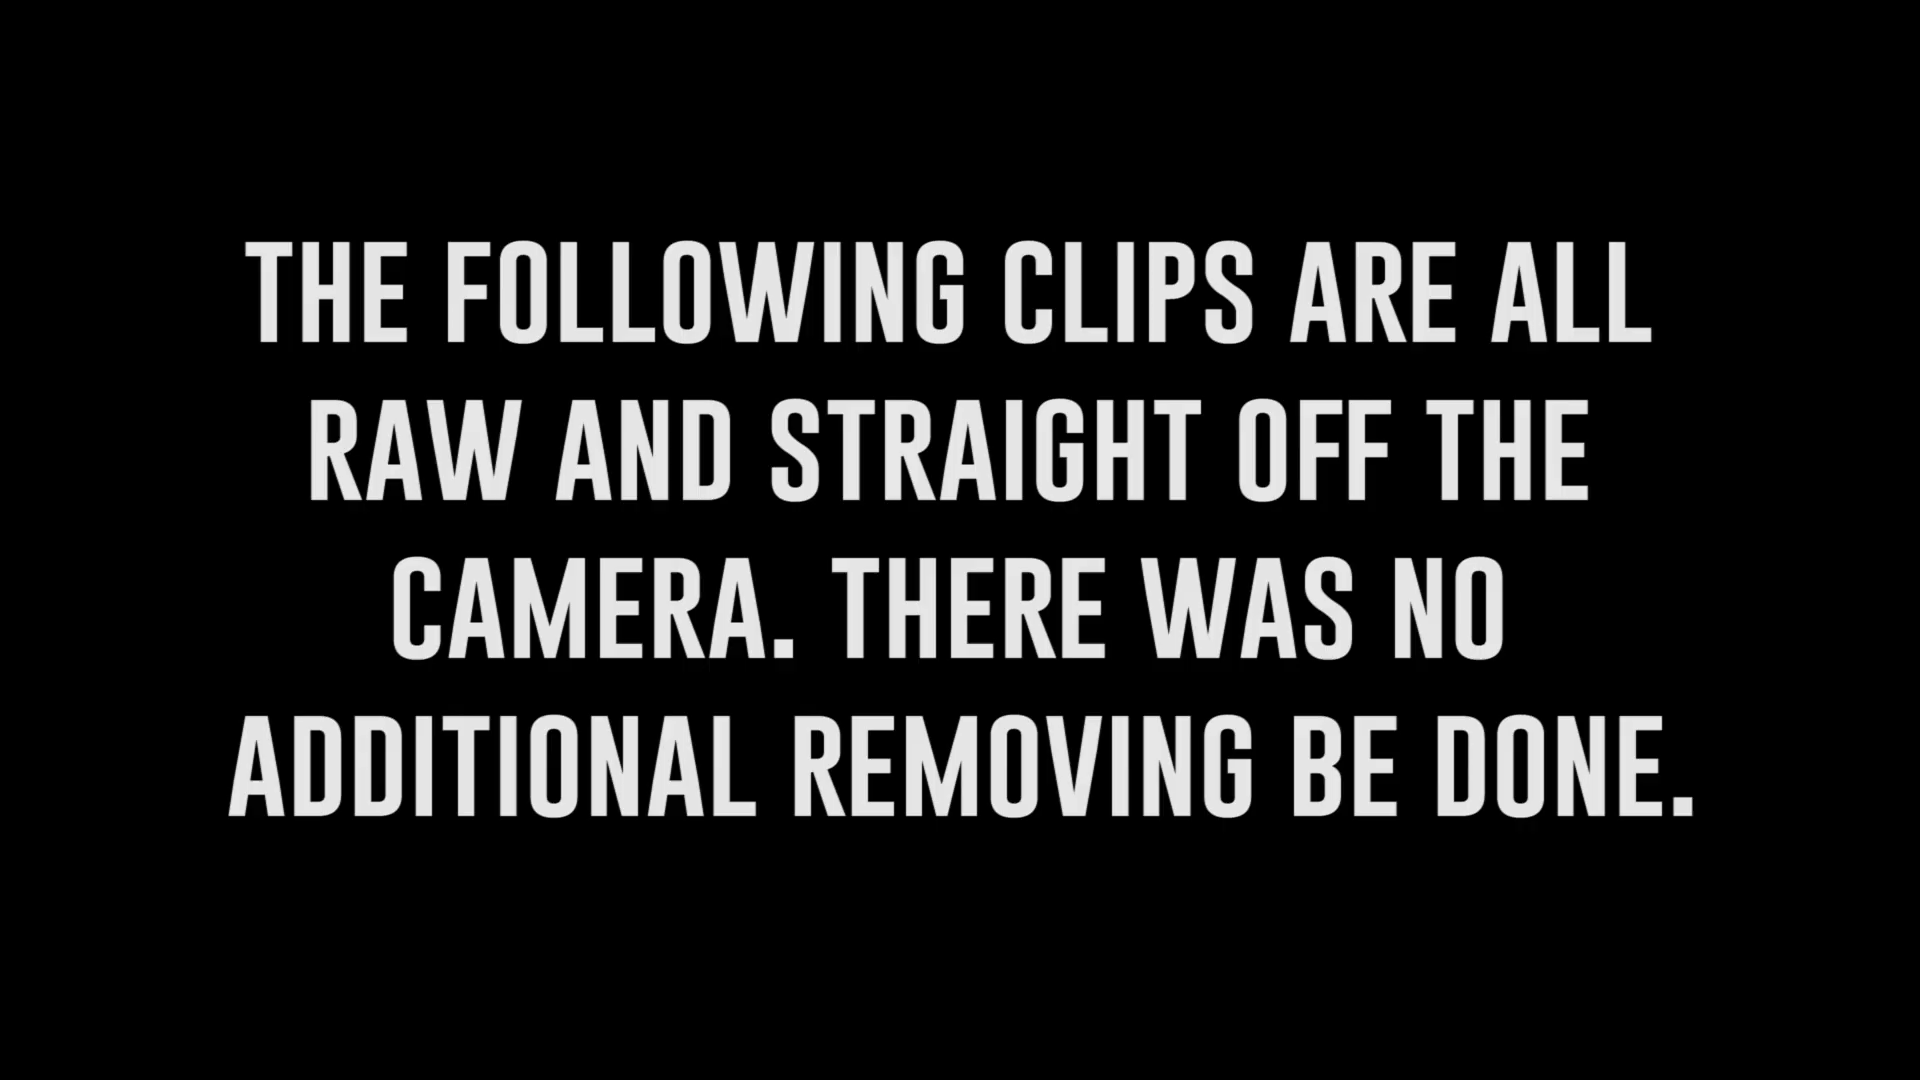 THE FOLLOWING CLIPS ARE ALL
RAW AND STRAIGHT OFF THE
CAMERA. THERE WAS NO
ADDITIONAL REMOVING BE DONE.